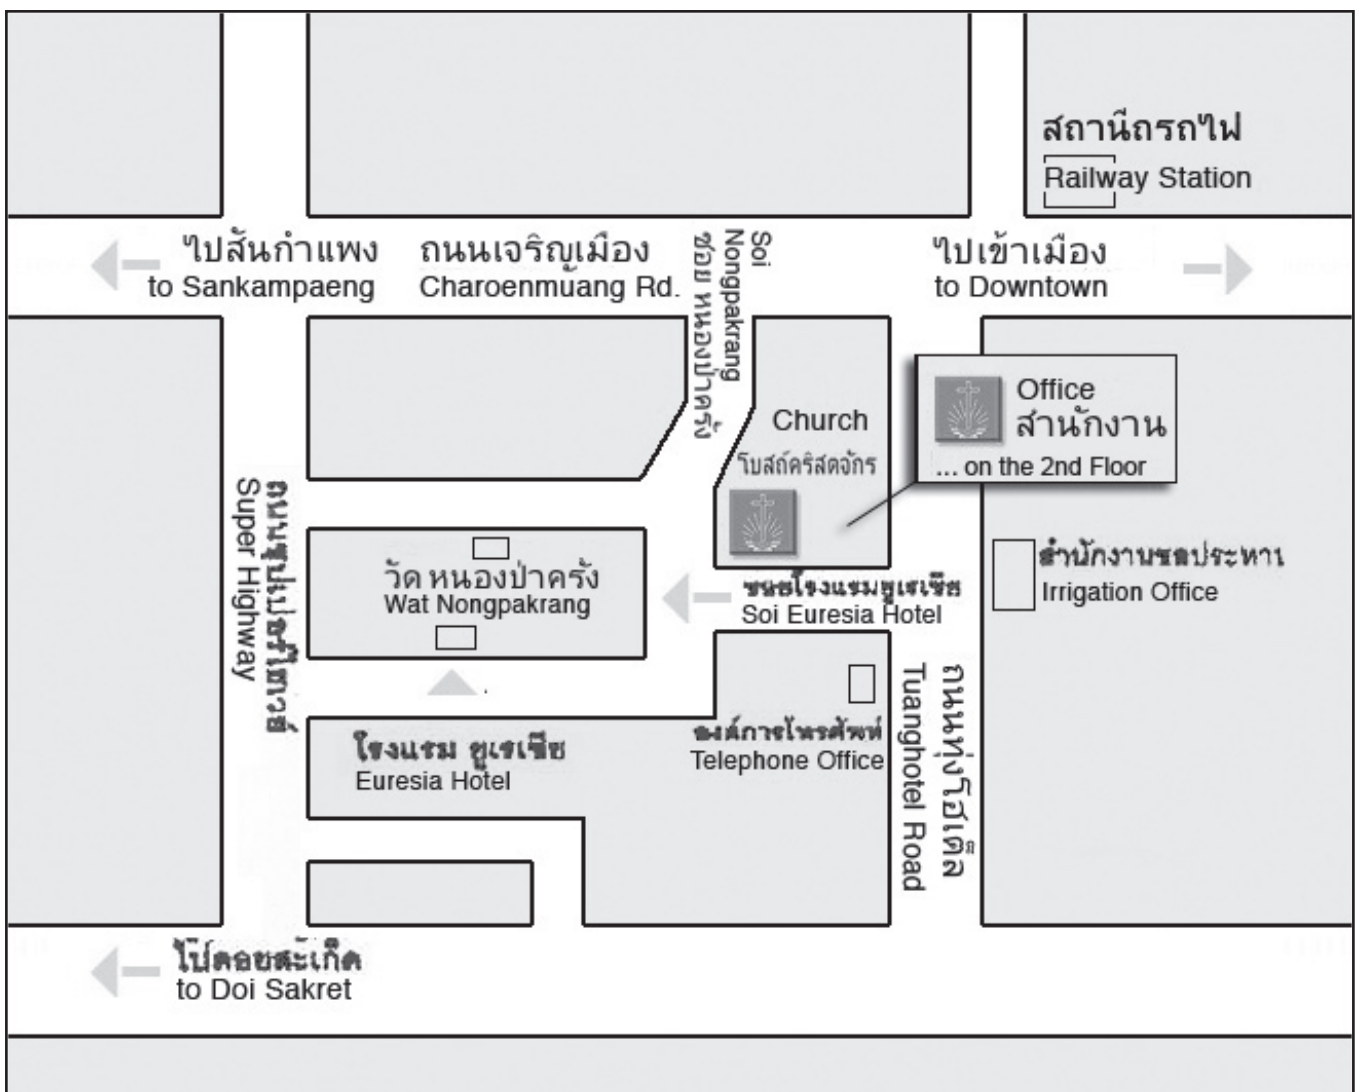 สถานีถรถไฟ
Railway Station
ไปสันกำแพง
to Sankampaeng
ถนนเจริญเมือง
Charoenmuang Rd.
Soi
Nongpakrang
ซอย หนองป่าครั้ง
ไปเข้าเมือง
to Downtown
Office
สำนักงาน
... on the 2nd Floor
Church
โบสถ์คริสตจักร
ถนนซุปเปอร์ไฮเวย์
Super Highway
วัด หนองป่าครั้ง
Wat Nongpakrang
ซอยโรงแรมยูเรเซีย
Soi Euresia Hotel
สำนักงานชลประทาน
Irrigation Office
โรงแรม ยูเรเซีย
Euresia Hotel
องค์การโทรศัพท์
Telephone Office
ถนนทุ่งโฮเต็ล
Tuanghotel Road
ไปดอยสะเก็ด
to Doi Sakret